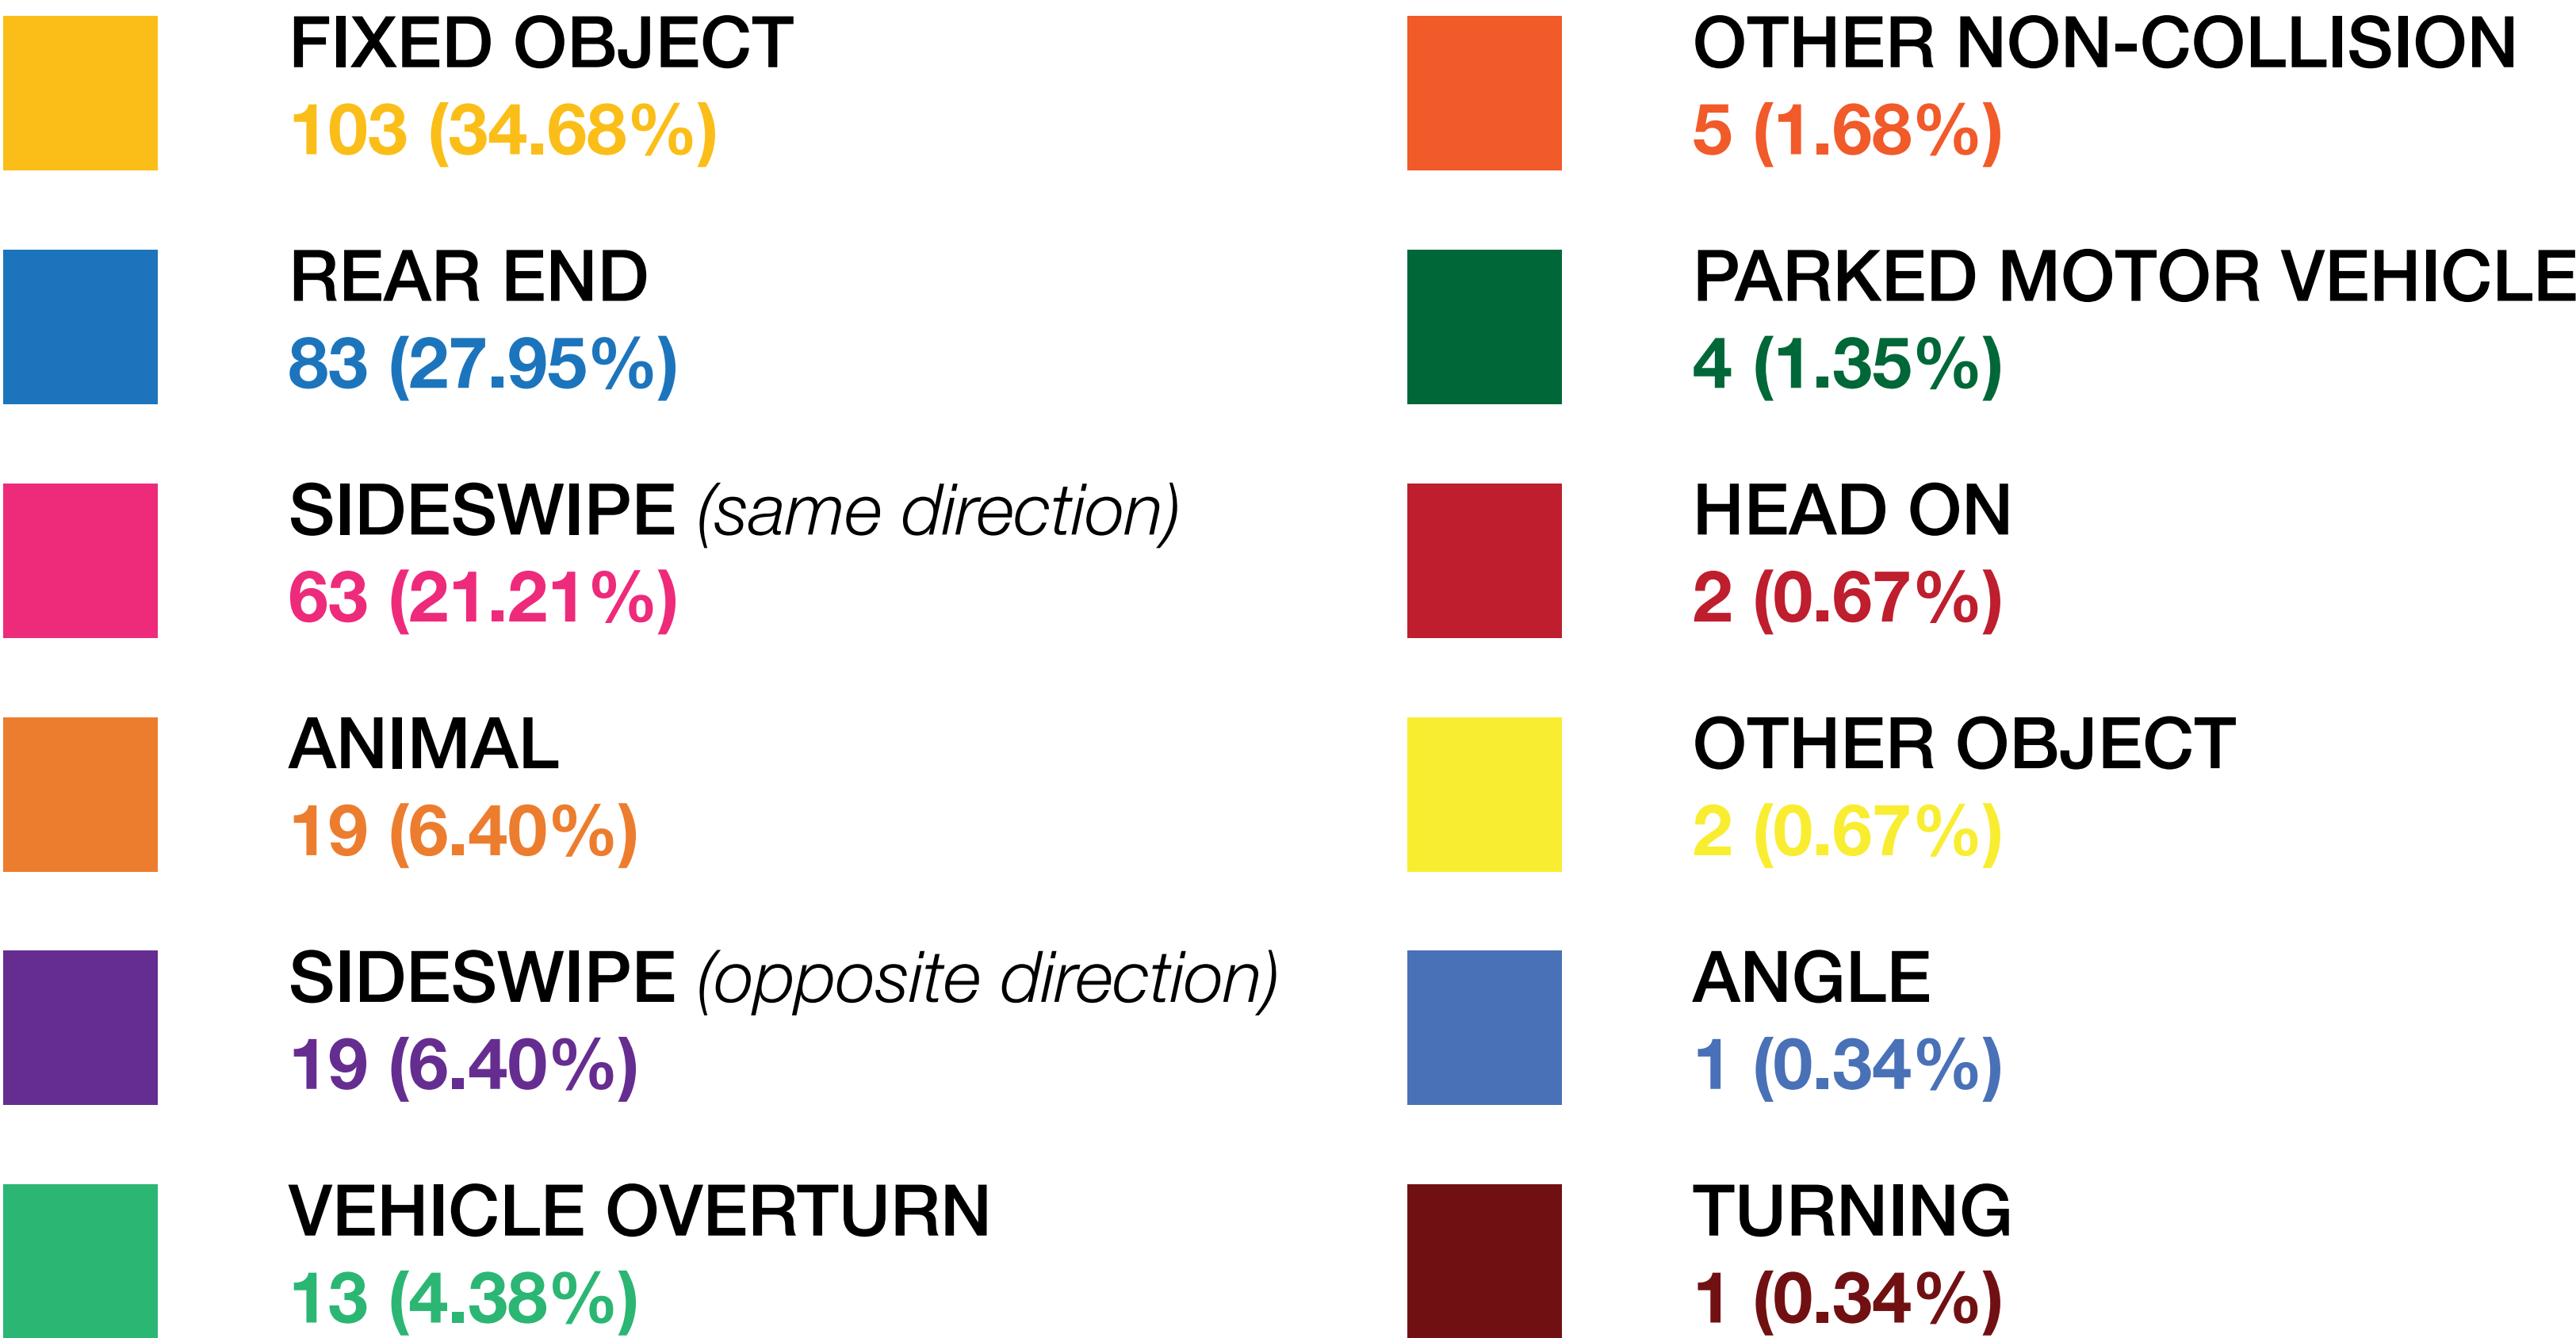 FIXED OBJECT
103 (34.68%)
REAR END
83 (27.95%)
SIDESWIPE (same direction)
63 (21.21%)
ANIMAL
19 (6.40%)
SIDESWIPE (opposite direction)
19 (6.40%)
VEHICLE OVERTURN
13 (4.38%)
OTHER NON-COLLISION
5 (1.68%)
PARKED MOTOR VEHICLE
4 (1.35%)
HEAD ON
2 (0.67%)
OTHER OBJECT
2 (0.67%)
ANGLE
1 (0.34%)
TURNING
1 (0.34%)